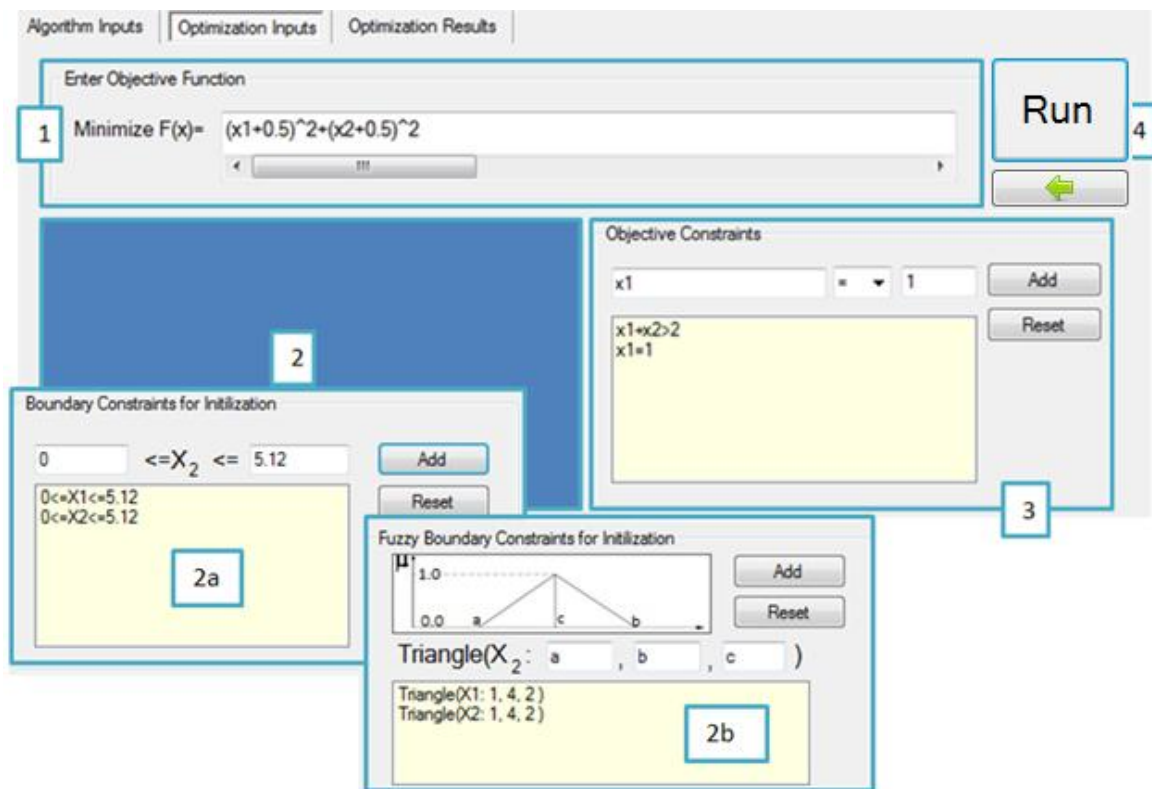 Algorithm Inputs Optimization Inputs Optimization Results
Enter Objective Function
1 Minimize F(x)= (x1+0.5)^2+(x2+0.5)^2
Run 4
2
Objective Constraints
x1 = 1 Add
Reset
x1+x2>2
x1=1
3
Boundary Constraints for Initilization
0 <=X2 <= 5.12 Add
Reset
0<=X1<=5.12
0<=X2<=5.12
2a
Fuzzy Boundary Constraints for Initilization
μ
1.0
0.0 a c b
Add
Reset
Triangle(X2: a , b , c )
Triangle(X1: 1, 4, 2 )
Triangle(X2: 1, 4, 2 )
2b